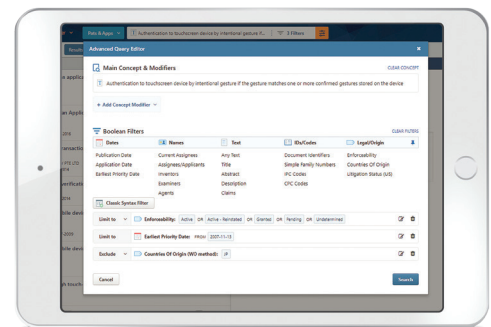 Pats & Apps
Authentication to touchscreen device by intentional gesture if...
3 Filters
Results
Advanced Query Editor
Main Concept & Modifiers
CLEAR CONCEPT
Authentication to touchscreen device by intentional gesture if the gesture matches one or more confirmed gestures stored on the device
+ Add Concept Modifier
Boolean Filters
CLEAR FILTERS
Dates Names Text IDs/Codes Legal/Origin
Publication Date Current Assignees Any Text Document Identifiers Enforceability
Application Date Assignees/Applicants Title Simple Family Numbers Countries Of Origin
Earliest Priority Date Inventors Abstract IPC Codes Litigation Status (US)
Examiners Description CPC Codes
Agents Claims
Classic Syntax Filter
Limit to Enforceability: Active OR Active - Reinstated OR Granted OR Pending OR Undetermined
Limit to Earliest Priority Date: FROM 2007-11-13
Exclude Countries Of Origin (WO method): JP
Cancel Search